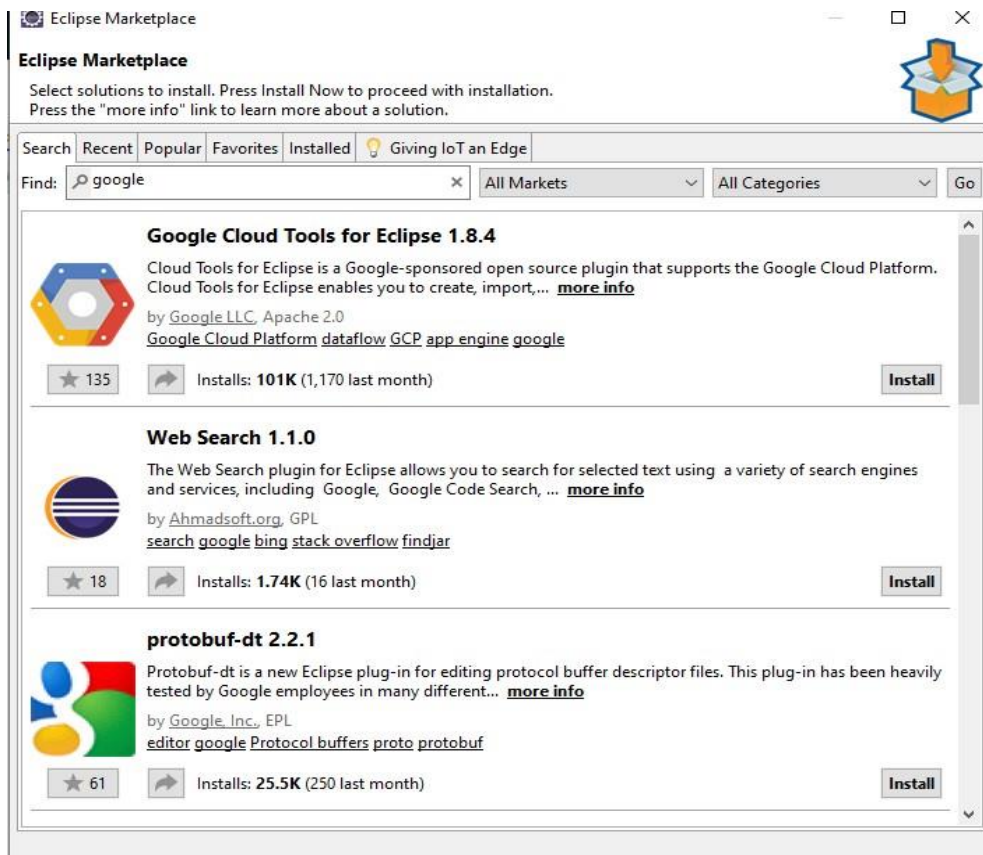 Eclipse Marketplace
Eclipse Marketplace
Select solutions to install. Press Install Now to proceed with installation.
Press the "more info" link to learn more about a solution.
Search Recent Popular Favorites Installed Giving IoT an Edge
Find: google All Markets All Categories Go
Google Cloud Tools for Eclipse 1.8.4
Cloud Tools for Eclipse is a Google-sponsored open source plugin that supports the Google Cloud Platform.
Cloud Tools for Eclipse enables you to create, import,... more info
by Google LLC, Apache 2.0
Google Cloud Platform dataflow GCP app engine google
135 Installs: 101K (1,170 last month) Install
Web Search 1.1.0
The Web Search plugin for Eclipse allows you to search for selected text using a variety of search engines
and services, including Google, Google Code Search, ... more info
by Ahmadsoft.org, GPL
search google bing stack overflow findjar
18 Installs: 1.74K (16 last month) Install
protobuf-dt 2.2.1
Protobuf-dt is a new Eclipse plug-in for editing protocol buffer descriptor files. This plug-in has been heavily
tested by Google employees in many different... more info
by Google, Inc., EPL
editor google Protocol buffers proto protobuf
61 Installs: 25.5K (250 last month) Install